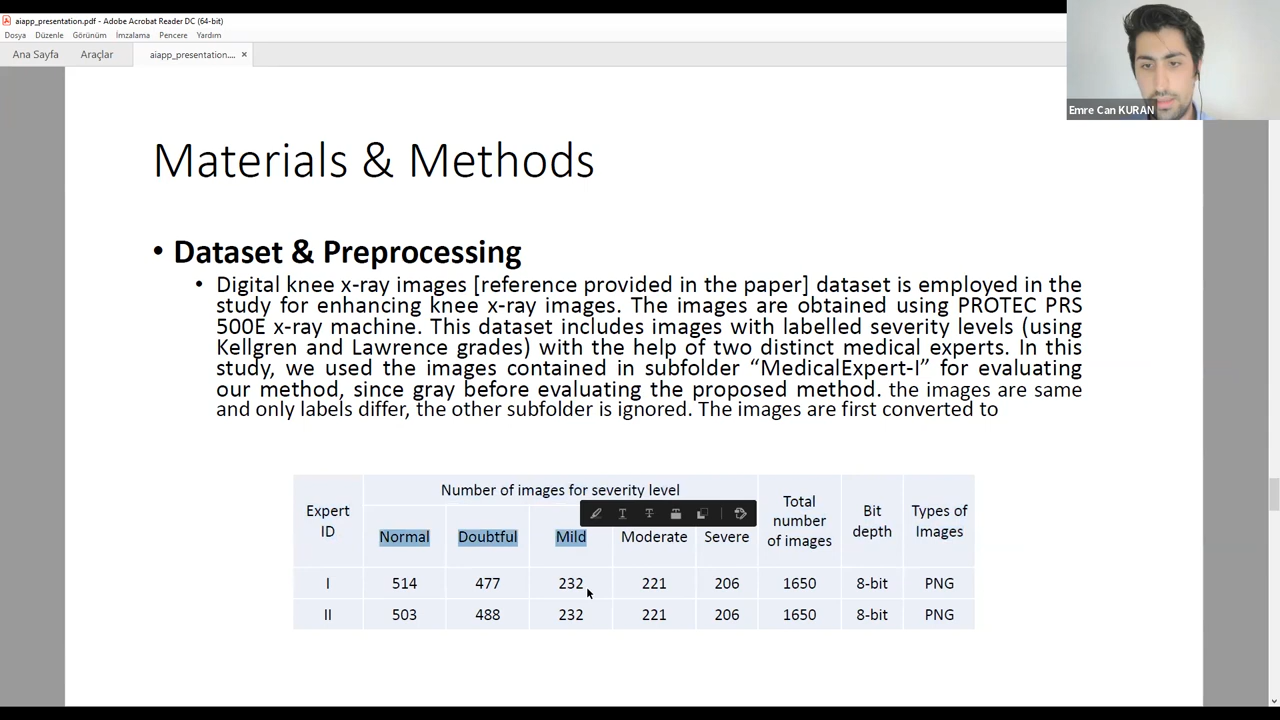 aiapp_presentation.pdf - Adobe Acrobat Reader DC (64-bit)
Dosya Düzenle Görünüm İmzalama Pencere Yardım
Ana Sayfa Araçlar aiapp_presentation.... ×
Emre Can KURAN
Materials & Methods
• Dataset & Preprocessing
• Digital knee x-ray images [reference provided in the paper] dataset is employed in the
study for enhancing knee x-ray images. The images are obtained using PROTEC PRS
500E x-ray machine. This dataset includes images with labelled severity levels (using
Kellgren and Lawrence grades) with the help of two distinct medical experts. In this
study, we used the images contained in subfolder “MedicalExpert-I” for evaluating
our method, since gray before evaluating the proposed method. the images are same
and only labels differ, the other subfolder is ignored. The images are first converted to
Expert ID Number of images for severity level Total number of images Bit depth Types of Images
Normal Doubtful Mild Moderate Severe
I 514 477 232 221 206 1650 8-bit PNG
II 503 488 232 221 206 1650 8-bit PNG